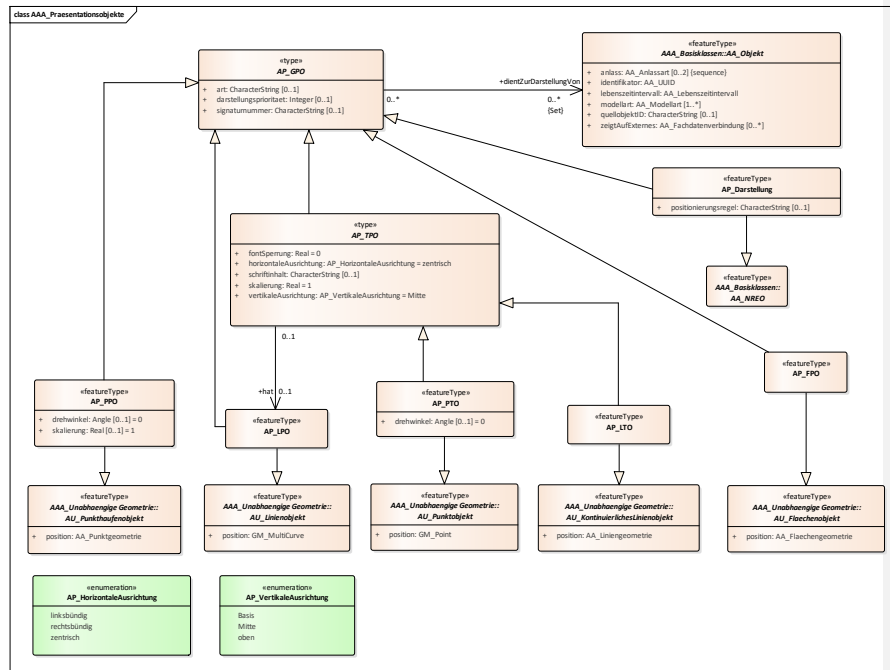 class AAA_Praesentationsobjekte
«type»
AP_GPO
+ art: CharacterString [0..1]
+ darstellungsprioritaet: Integer [0..1]
+ signaturnummer: CharacterString [0..1]
+dientZurDarstellungVon
0..*
0..*
{Set}
«featureType»
AAA_Basisklassen::AA_Objekt
+ anlass: AA_Anlassart [0..2] {sequence}
+ identifikator: AA_UUID
+ lebenszeitintervall: AA_Lebenszeitintervall
+ modellart: AA_Modellart [1..*]
+ quellobjektID: CharacterString [0..1]
+ zeigtAufExternes: AA_Fachdatenverbindung [0..*]
«featureType»
AP_Darstellung
+ positionierungsregel: CharacterString [0..1]
«type»
AP_TPO
+ fontSperrung: Real = 0
+ horizontaleAusrichtung: AP_HorizontaleAusrichtung = zentrisch
+ schriftinhalt: CharacterString [0..1]
+ skalierung: Real = 1
+ vertikaleAusrichtung: AP_VertikaleAusrichtung = Mitte
«featureType»
AAA_Basisklassen::
AA_NREO
0..1
+hat 0..1
«featureType»
AP_PPO
+ drehwinkel: Angle [0..1] = 0
+ skalierung: Real [0..1] = 1
«featureType»
AP_LPO
«featureType»
AP_PTO
+ drehwinkel: Angle [0..1] = 0
«featureType»
AP_LTO
«featureType»
AP_FPO
«featureType»
AAA_Unabhaengige Geometrie::
AU_Punkthaufenobjekt
+ position: AA_Punktgeometrie
«featureType»
AAA_Unabhaengige Geometrie::
AU_Linienobjekt
+ position: GM_MultiCurve
«featureType»
AAA_Unabhaengige Geometrie::
AU_Punktobjekt
+ position: GM_Point
«featureType»
AAA_Unabhaengige Geometrie::
AU_KontinuierlichesLinienobjekt
+ position: AA_Liniengeometrie
«featureType»
AAA_Unabhaengige Geometrie::
AU_Flaechenobjekt
+ position: AA_Flaechengeometrie
«enumeration»
AP_HorizontaleAusrichtung
linksbündig
rechtsbündig
zentrisch
«enumeration»
AP_VertikaleAusrichtung
Basis
Mitte
oben